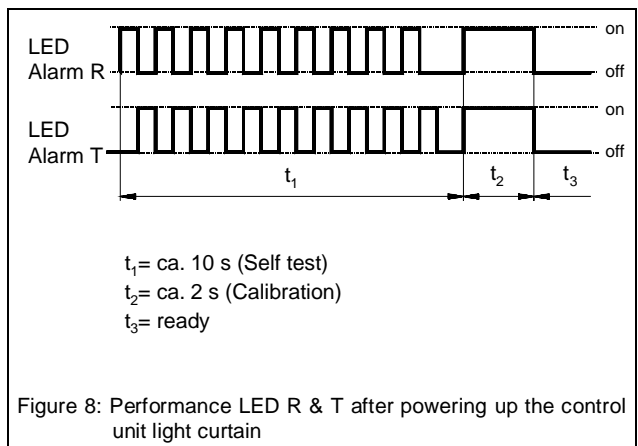 LED
Alarm R
on
off
LED
Alarm T
on
off
t₁
t₂
t₃
t₁= ca. 10 s (Self test)
t₂= ca. 2 s (Calibration)
t₃= ready
Figure 8: Performance LED R & T after powering up the control
unit light curtain